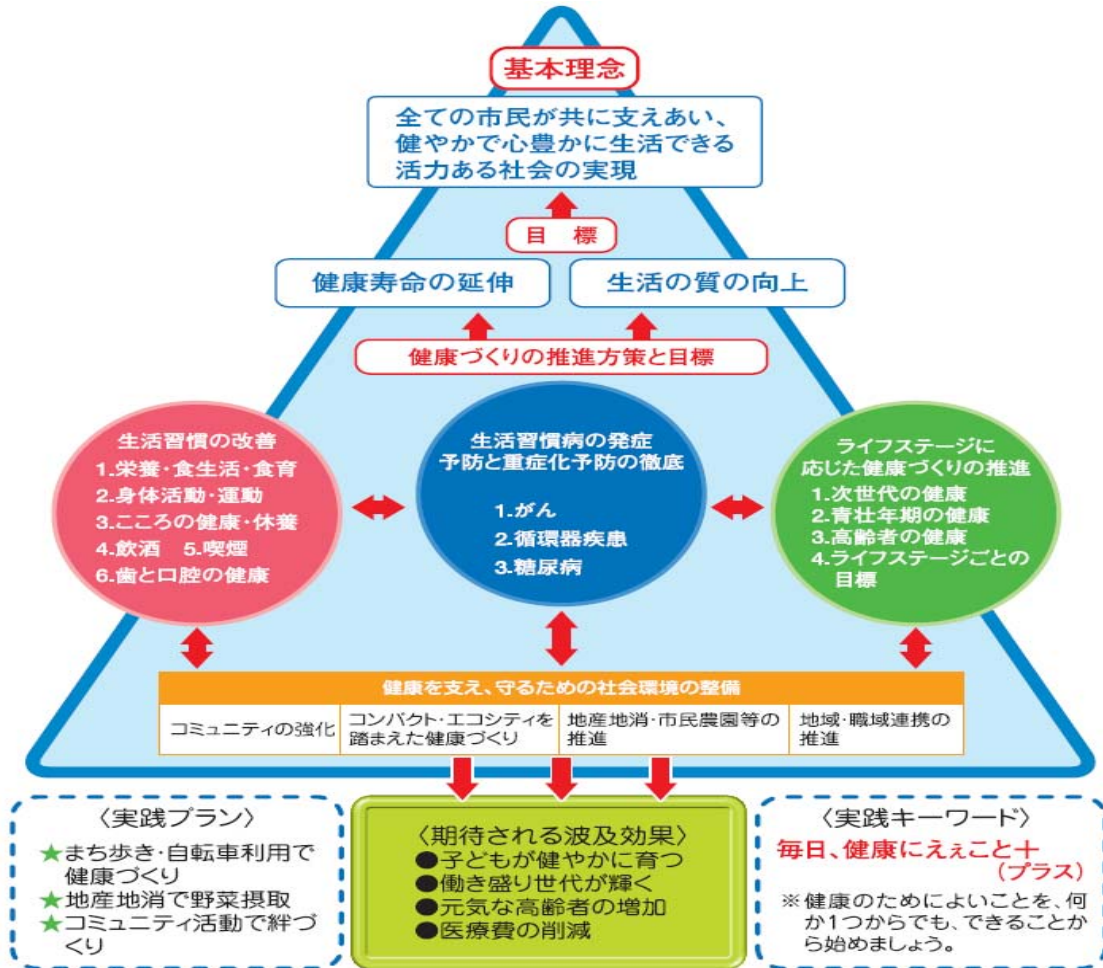 基本理念
全ての市民が共に支えあい、
健やかで心豊かに生活できる
活力ある社会の実現
目 標
健康寿命の延伸
生活の質の向上
健康づくりの推進方策と目標
生活習慣の改善
1.栄養・食生活・食育
2.身体活動・運動
3.こころの健康・休養
4.飲酒 5.喫煙
6.歯と口腔の健康
生活習慣病の発症
予防と重症化予防の徹底
1.がん
2.循環器疾患
3.糖尿病
ライフステージに
応じた健康づくりの推進
1.次世代の健康
2.青壮年期の健康
3.高齢者の健康
4.ライフステージごとの
目標
健康を支え、守るための社会環境の整備
コミュニティの強化
コンパクト・エコシティを
踏まえた健康づくり
地産地消・市民農園等の
推進
地域・職域連携の
推進
〈実践プラン〉
★まち歩き・自転車利用で
健康づくり
★地産地消で野菜摂取
★コミュニティ活動で絆づ
くり
〈期待される波及効果〉
●子どもが健やかに育つ
●働き盛り世代が輝く
●元気な高齢者の増加
●医療費の削減
〈実践キーワード〉
毎日、健康にえぇこと＋
(プラス)
※健康のためによいことを、何
か1つからでも、できることか
ら始めましょう。